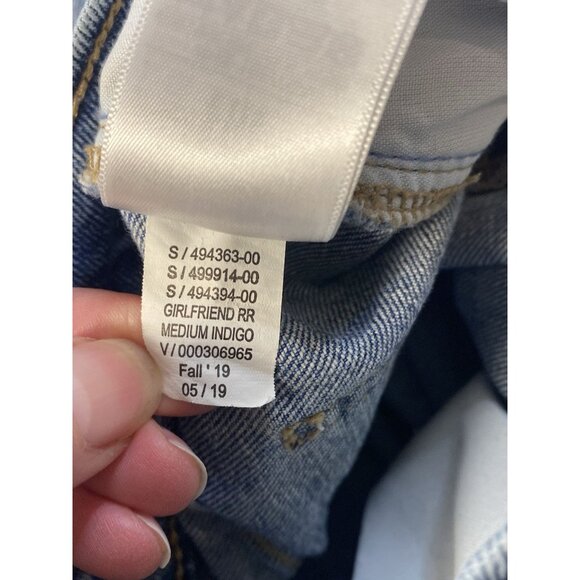 S / 494363-00
S / 499914-00
S / 494394-00
GIRLFRIEND RR
MEDIUM INDIGO
V / 000306965
Fall ' 19
05 / 19